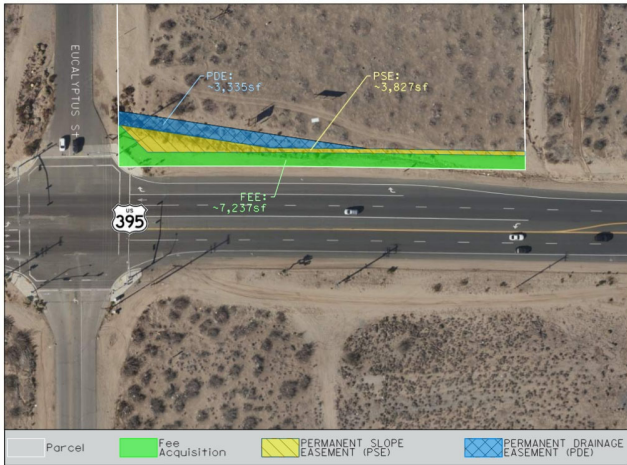 EUCALYPTUS St
PDE:
~3,335sf
PSE:
~3,827sf
FEE:
~7,237sf
US
395
Parcel
Fee
Acquisition
PERMANENT SLOPE
EASEMENT (PSE)
PERMANENT DRAINAGE
EASEMENT (PDE)